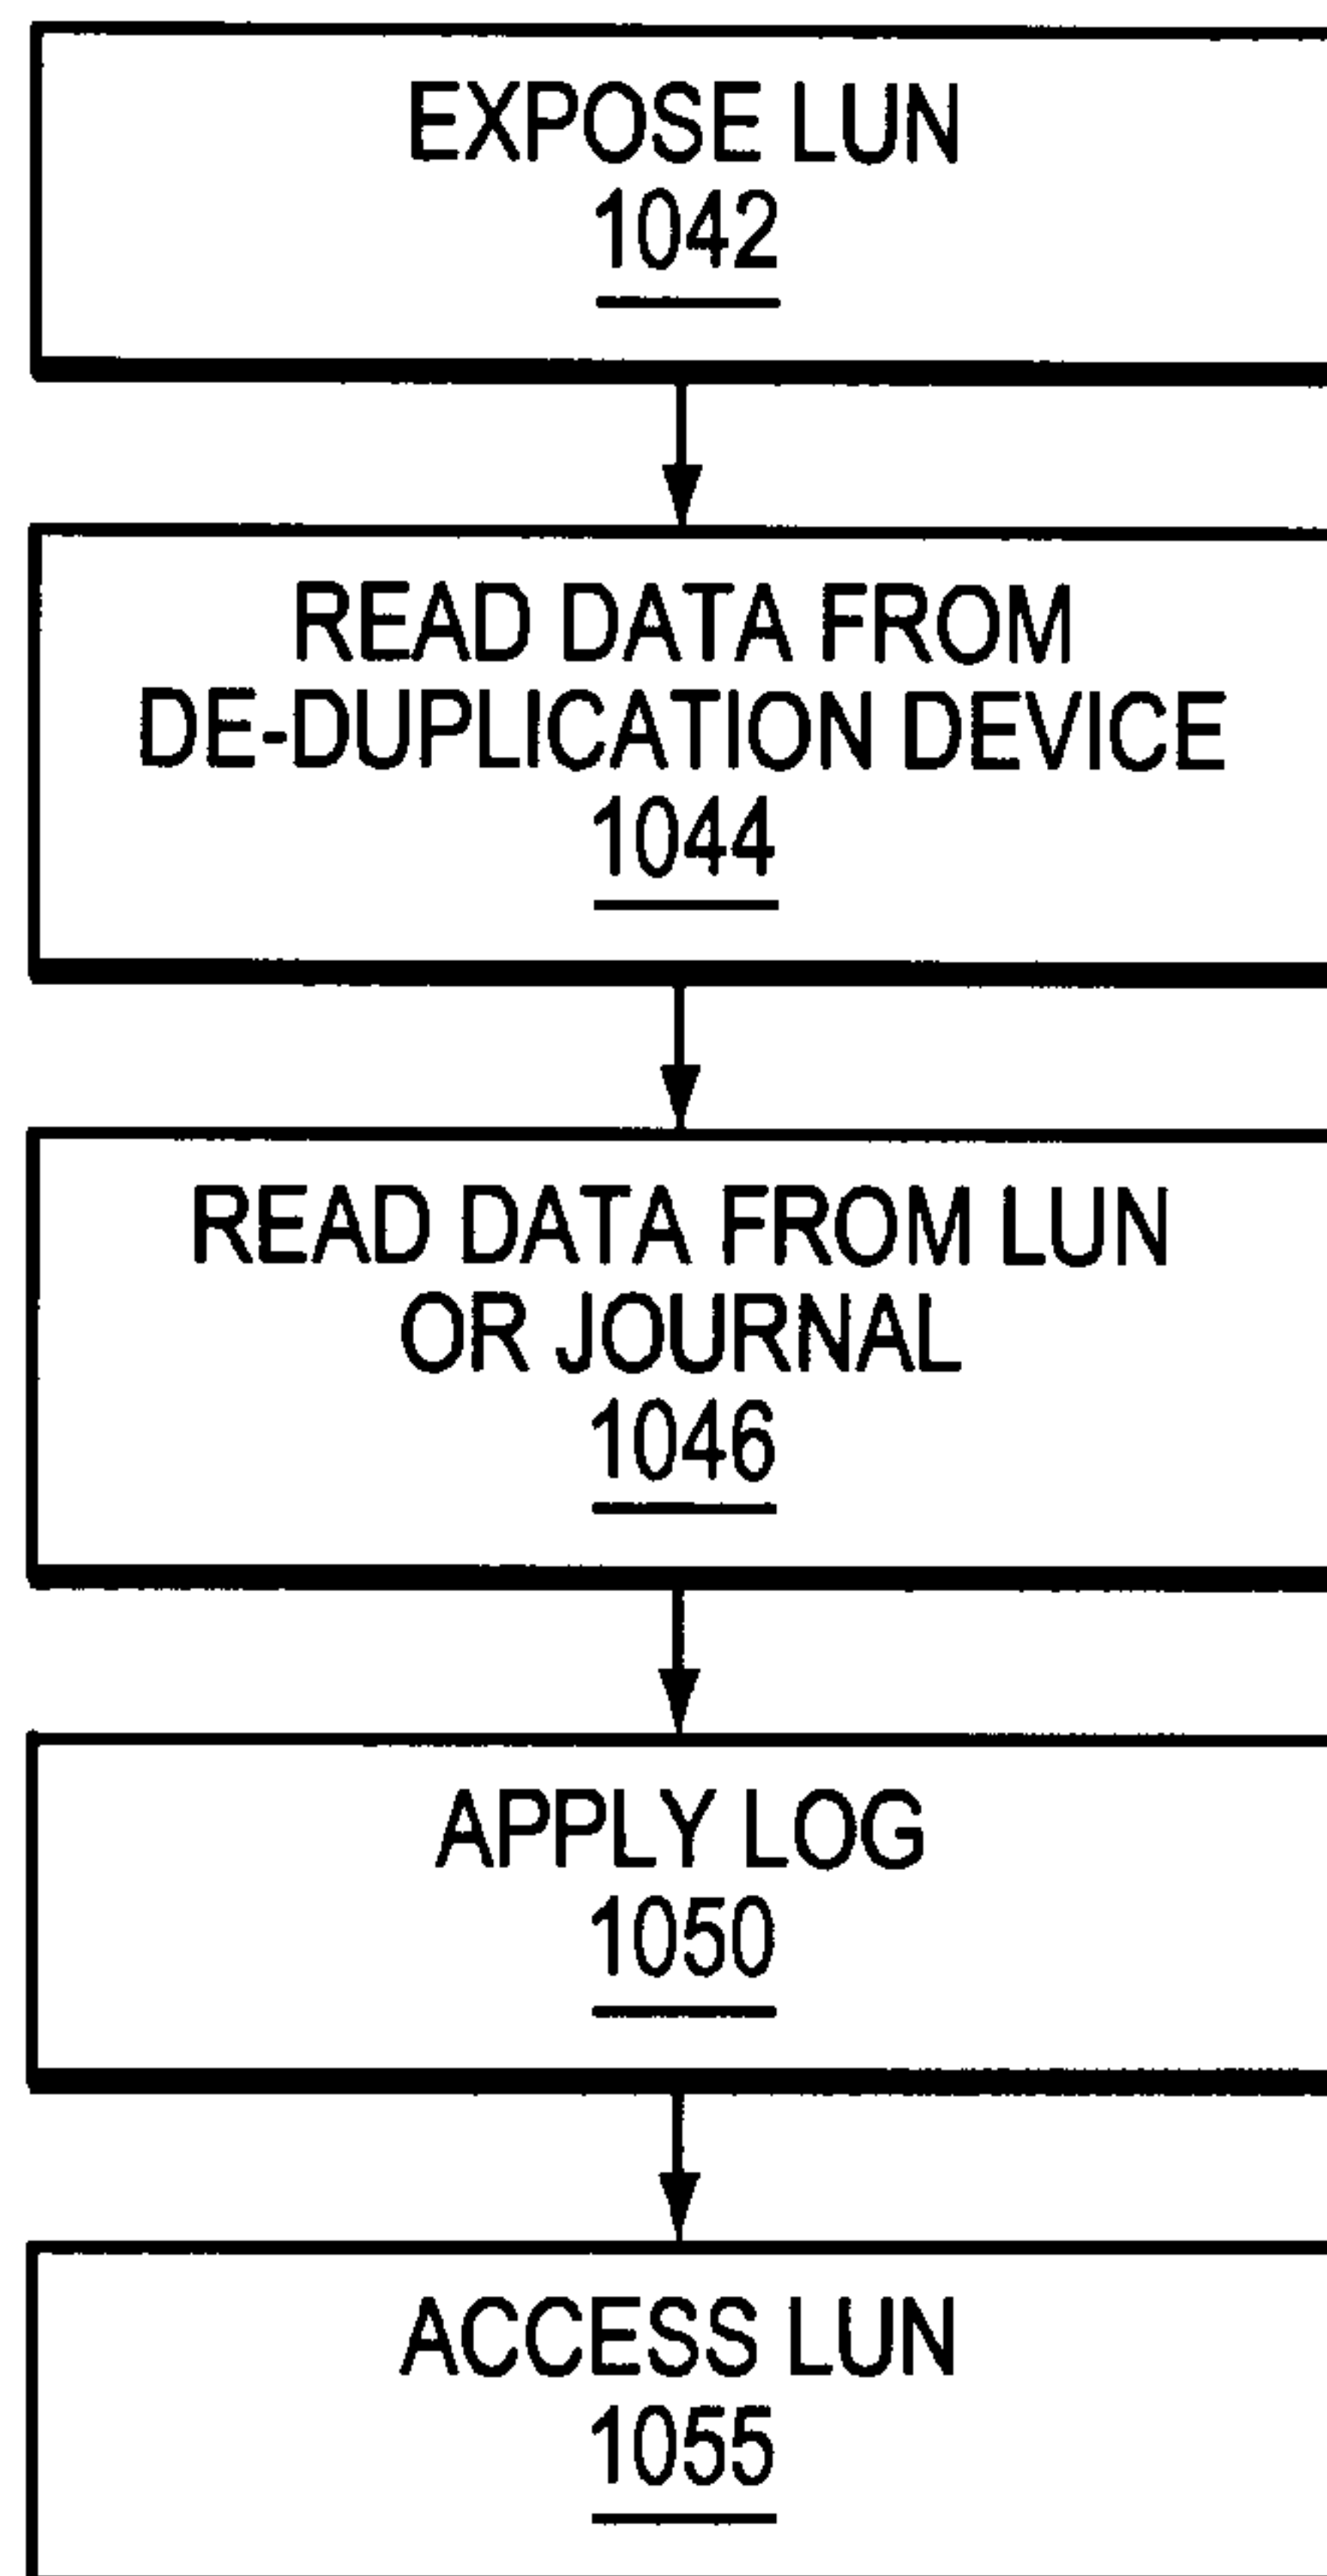 EXPOSE LUN
1042
READ DATA FROM
DE-DUPLICATION DEVICE
1044
READ DATA FROM LUN
OR JOURNAL
1046
APPLY LOG
1050
ACCESS LUN
1055